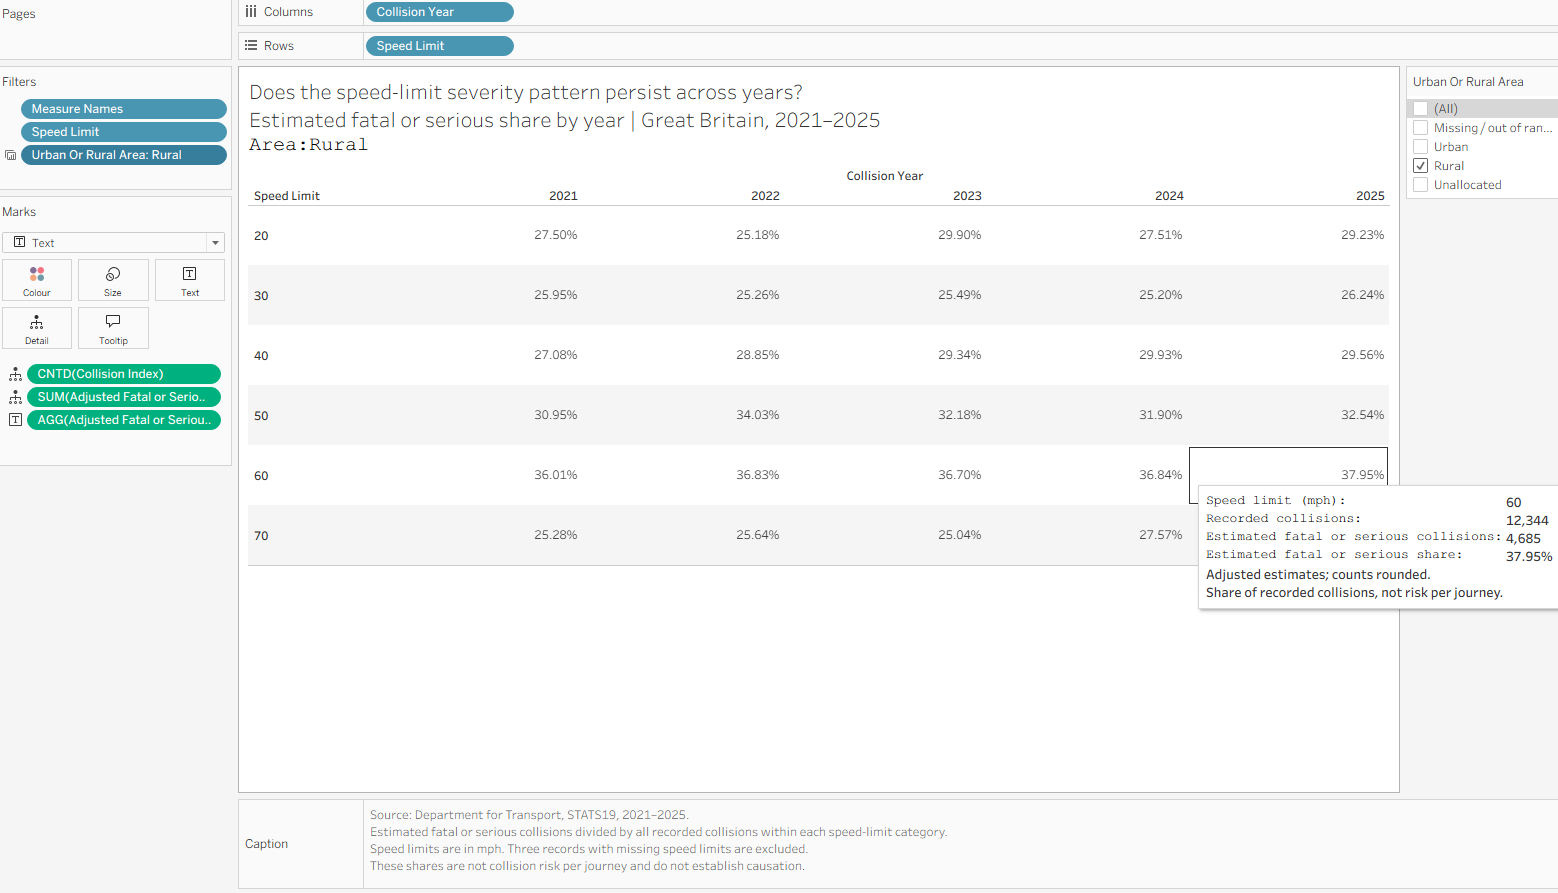 Pages
Columns
Collision Year
Rows
Speed Limit
Filters
Measure Names
Speed Limit
Urban Or Rural Area: Rural
Marks
Text
Colour
Size
Text
Detail
Tooltip
CNTD(Collision Index)
SUM(Adjusted Fatal or Serio..
AGG(Adjusted Fatal or Seriou..
Does the speed-limit severity pattern persist across years?
Estimated fatal or serious share by year | Great Britain, 2021–2025
Area:Rural
Collision Year
Speed Limit 2021 2022 2023 2024 2025
20 27.50% 25.18% 29.90% 27.51% 29.23%
30 25.95% 25.26% 25.49% 25.20% 26.24%
40 27.08% 28.85% 29.34% 29.93% 29.56%
50 30.95% 34.03% 32.18% 31.90% 32.54%
60 36.01% 36.83% 36.70% 36.84% 37.95%
70 25.28% 25.64% 25.04% 27.57%
Speed limit (mph): 60
Recorded collisions: 12,344
Estimated fatal or serious collisions: 4,685
Estimated fatal or serious share: 37.95%
Adjusted estimates; counts rounded.
Share of recorded collisions, not risk per journey.
Urban Or Rural Area
(All)
Missing / out of ran...
Urban
Rural
Unallocated
Caption
Source: Department for Transport, STATS19, 2021–2025.
Estimated fatal or serious collisions divided by all recorded collisions within each speed-limit category.
Speed limits are in mph. Three records with missing speed limits are excluded.
These shares are not collision risk per journey and do not establish causation.